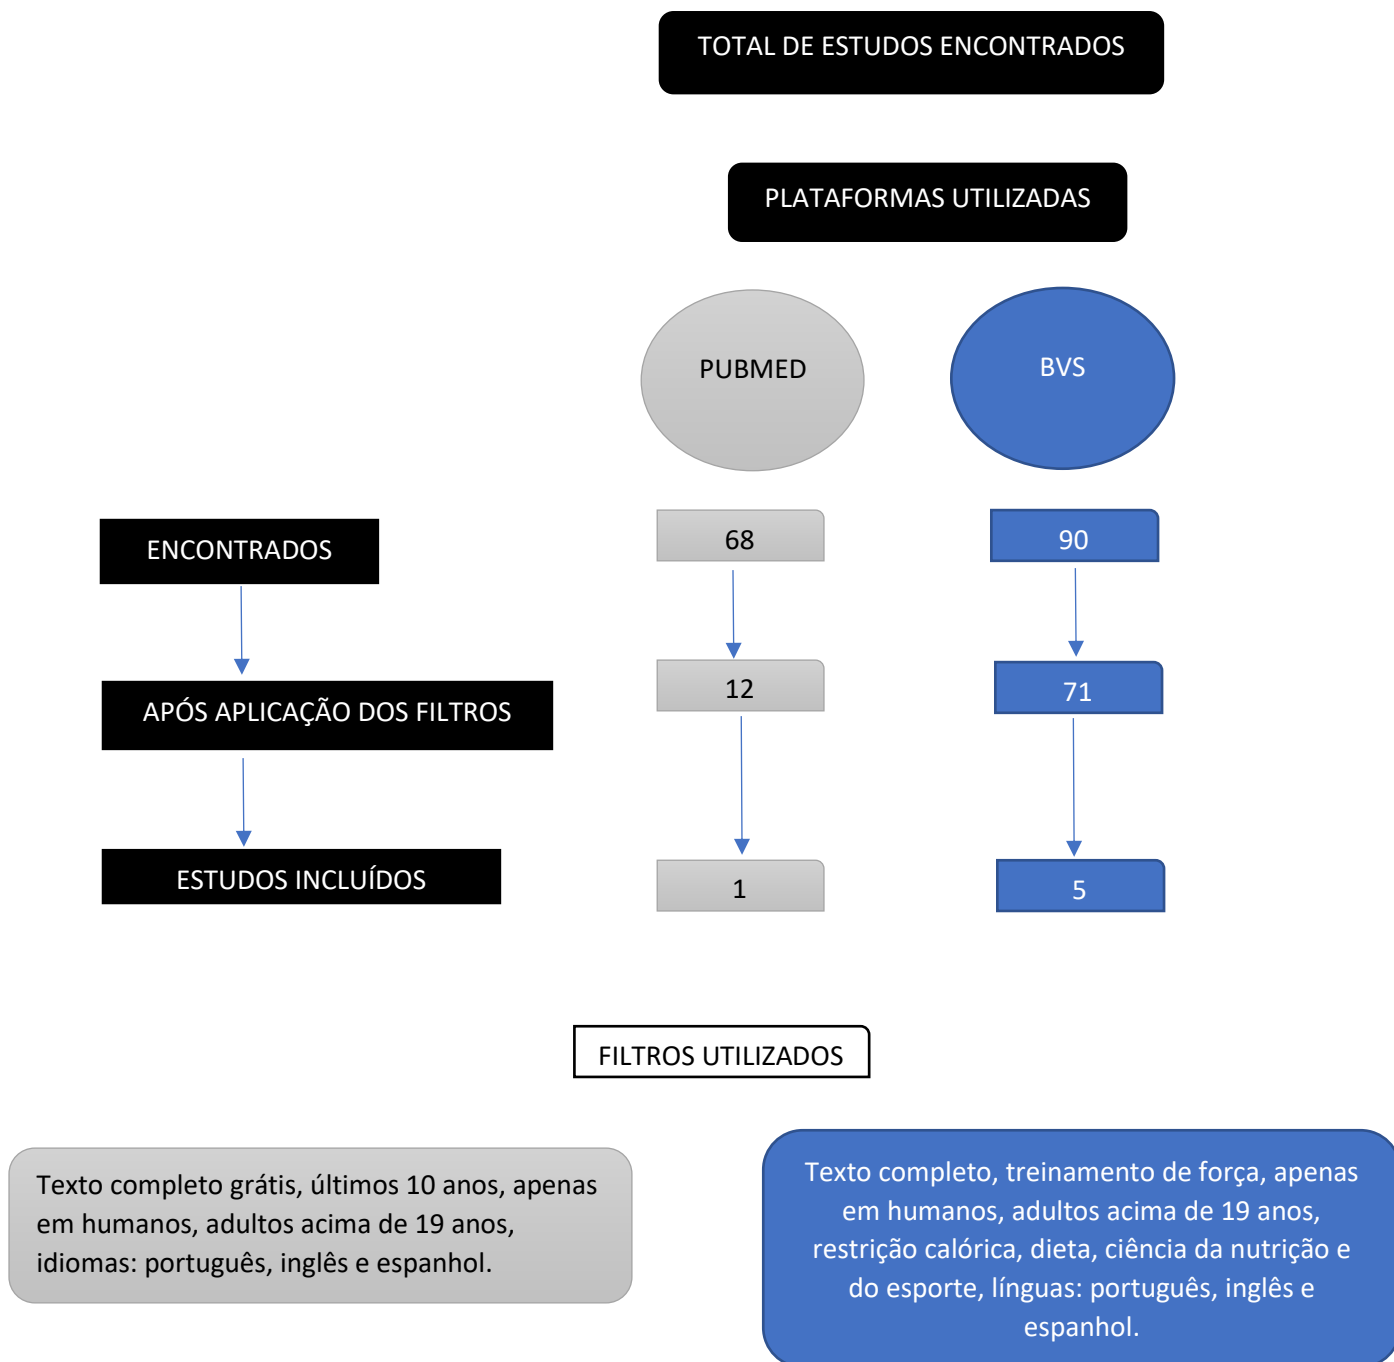 TOTAL DE ESTUDOS ENCONTRADOS
PLATAFORMAS UTILIZADAS
PUBMED
BVS
ENCONTRADOS
68
90
APÓS APLICAÇÃO DOS FILTROS
12
71
ESTUDOS INCLUÍDOS
1
5
FILTROS UTILIZADOS
Texto completo grátis, últimos 10 anos, apenas
em humanos, adultos acima de 19 anos,
idiomas: português, inglês e espanhol.
Texto completo, treinamento de força, apenas
em humanos, adultos acima de 19 anos,
restrição calórica, dieta, ciência da nutrição e
do esporte, línguas: português, inglês e
espanhol.